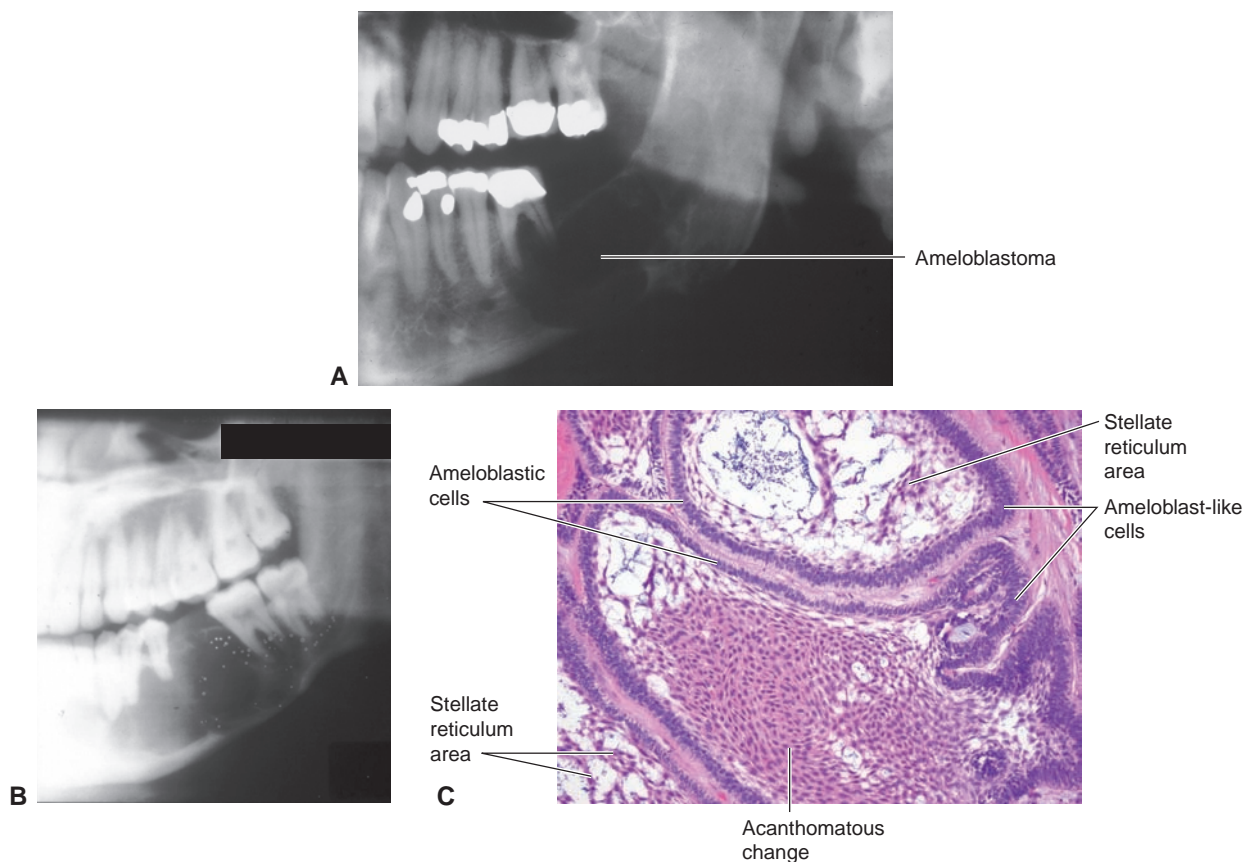 Ameloblastoma
A
Ameloblastic
cells
Stellate
reticulum
area
Ameloblast-like
cells
Stellate
reticulum
area
B
C
Acanthomatous
change